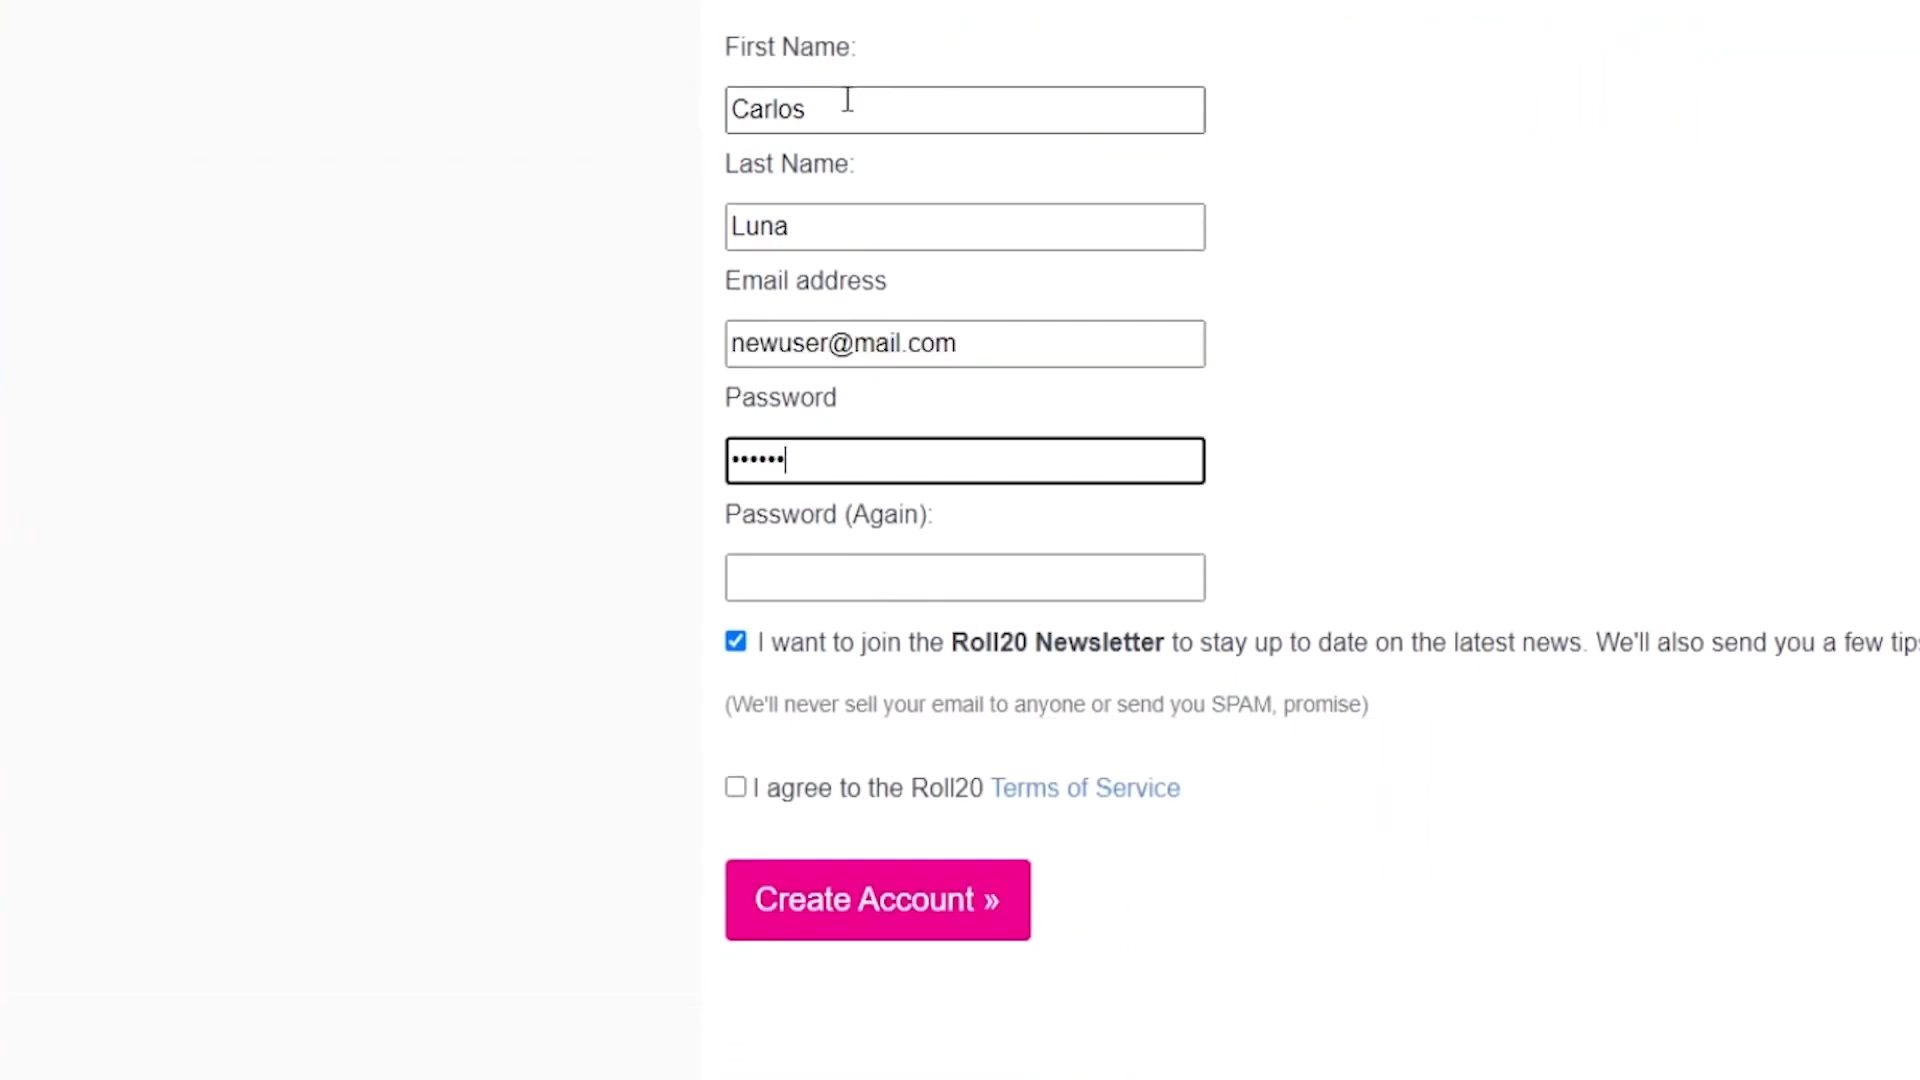 First Name:
Carlos
Last Name:
Luna
Email address
newuser@mail.com
Password
••••••
Password (Again):
I want to join the Roll20 Newsletter to stay up to date on the latest news. We'll also send you a few tips
(We'll never sell your email to anyone or send you SPAM, promise)
I agree to the Roll20 Terms of Service
Create Account »